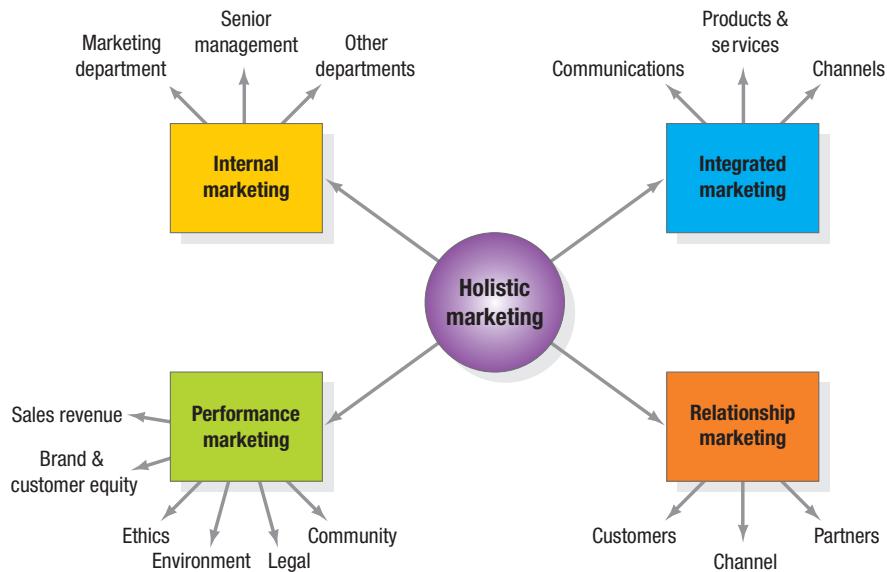 Marketing
department
Senior
management
Other
departments
Communications
Products &
services
Channels
Internal
marketing
Integrated
marketing
Holistic
marketing
Sales revenue
Brand &
customer equity
Performance
marketing
Ethics
Environment
Legal
Community
Relationship
marketing
Customers
Channel
Partners